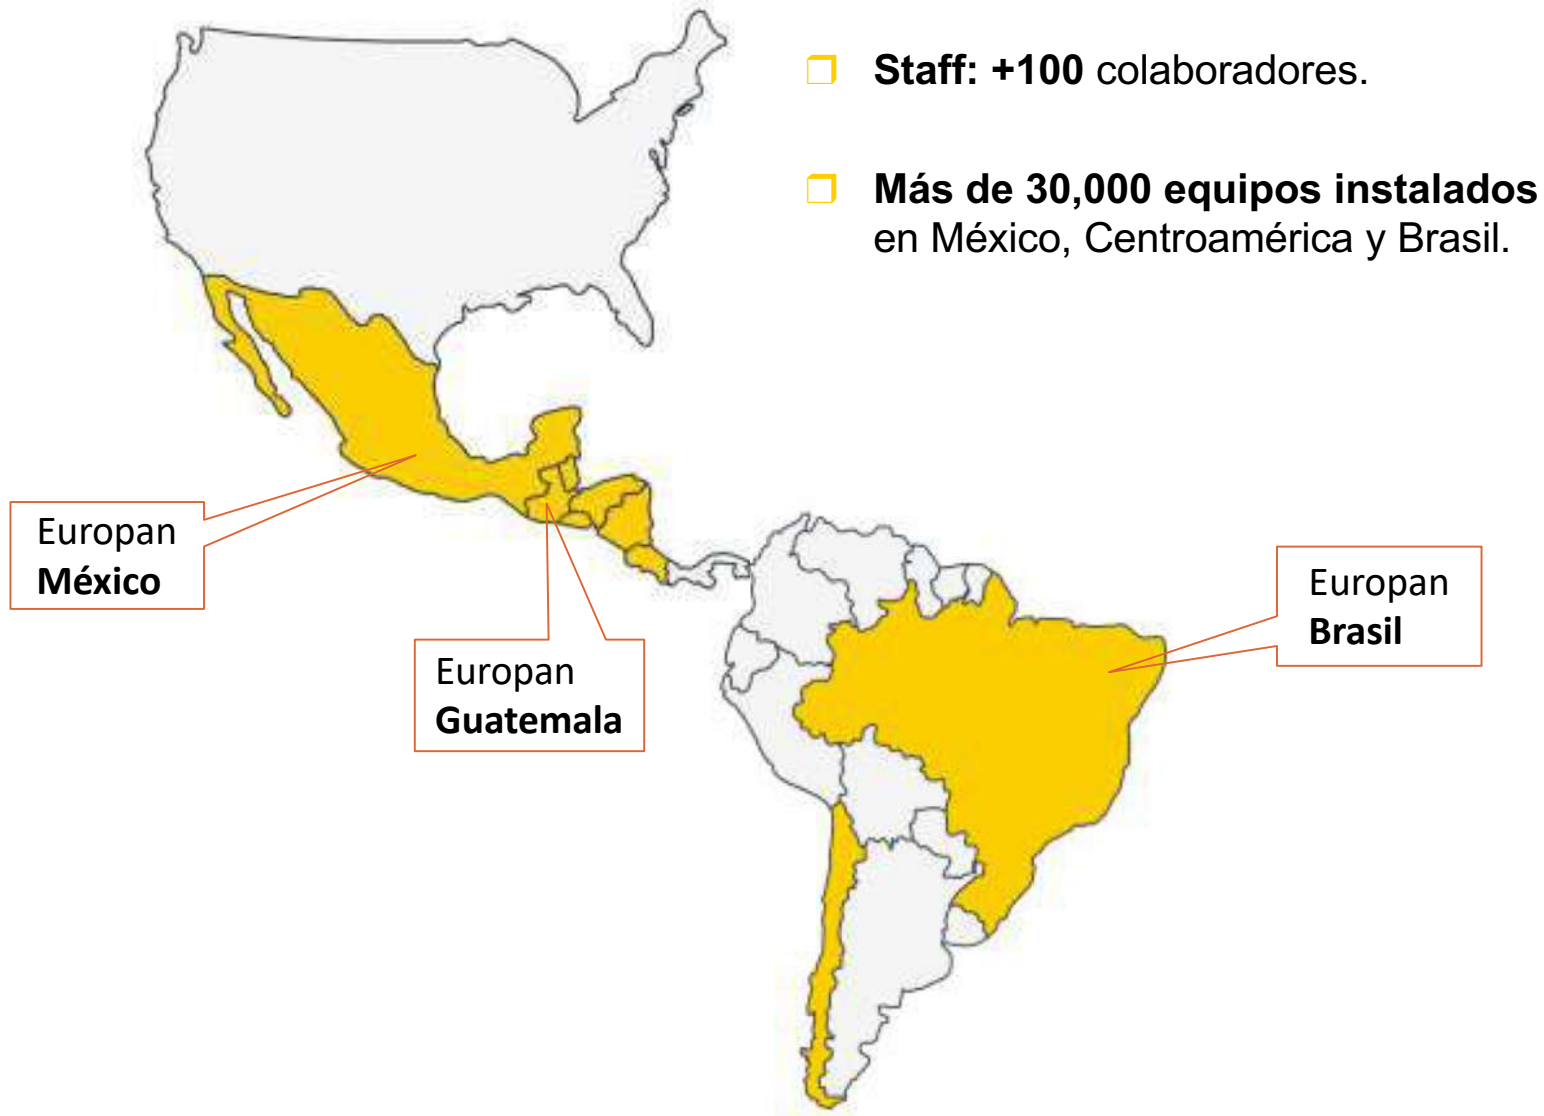 Staff: +100 colaboradores.
Más de 30,000 equipos instalados
en México, Centroamérica y Brasil.
Europan
México
Europan
Guatemala
Europan
Brasil